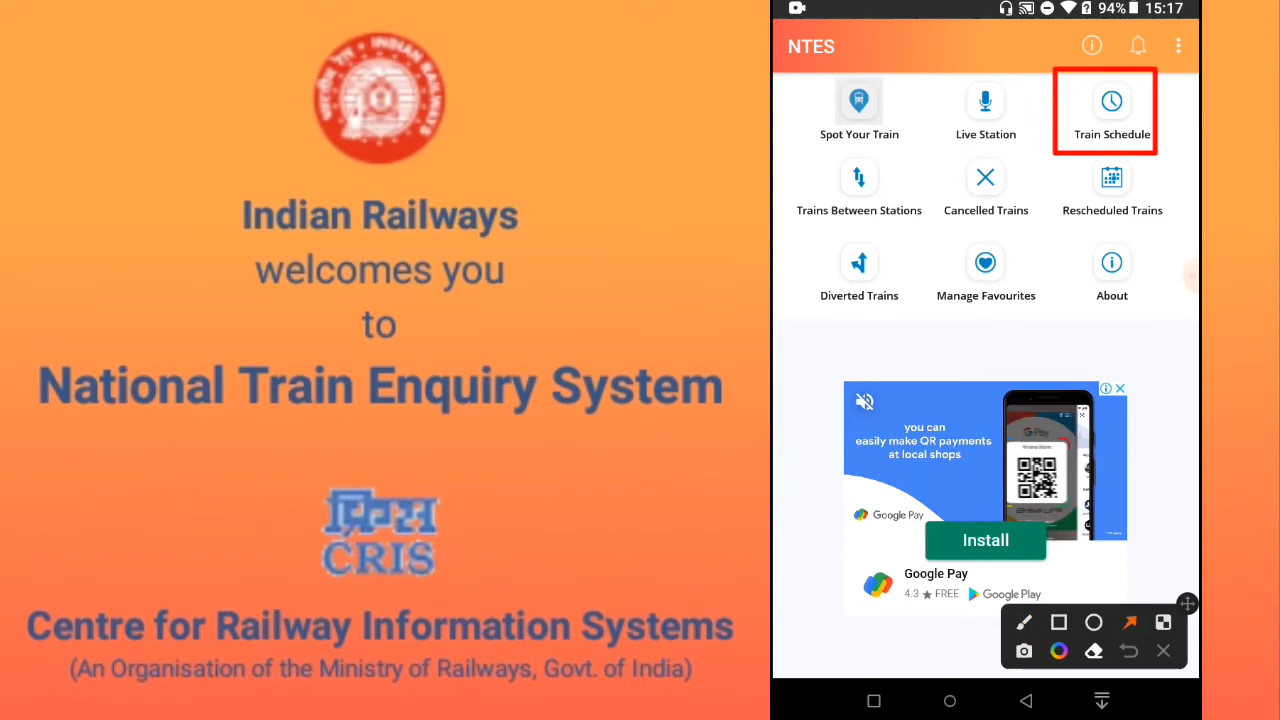 INDIAN RAILWAYS
भारतीय रेल
Indian Railways
welcomes you
to
National Train Enquiry System
क्रिस
CRIS
Centre for Railway Information Systems
(An Organisation of the Ministry of Railways, Govt. of India)
94% 15:17
NTES
Spot Your Train
Live Station
Train Schedule
Trains Between Stations
Cancelled Trains
Rescheduled Trains
Diverted Trains
Manage Favourites
About
you can
easily make QR payments
at local shops
G Pay
Google Pay
Install
Google Pay
4.3 ★ FREE
Google Play